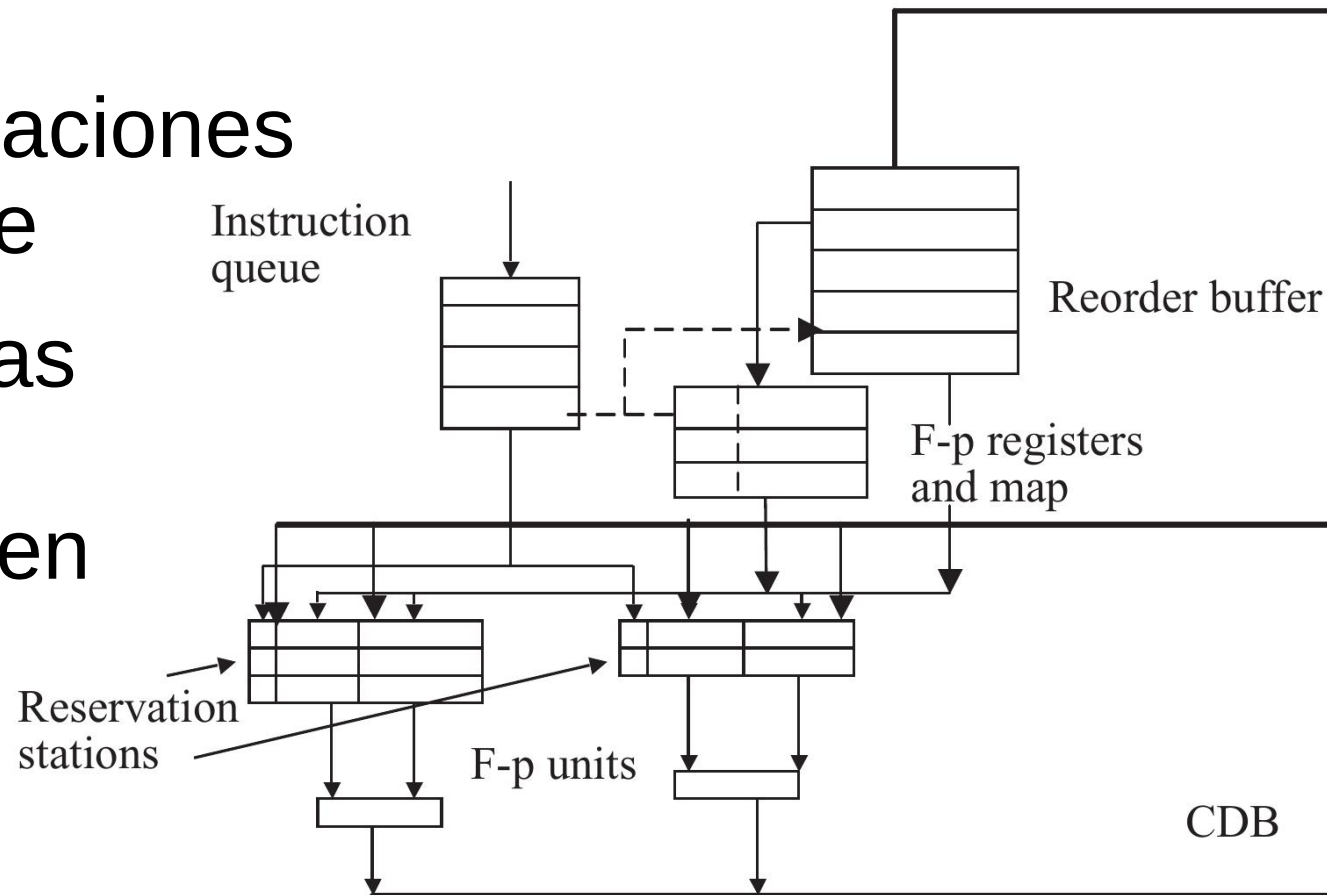 aciones
e
as
en
Instruction
queue
Reorder buffer
F-p registers
and map
Reservation
stations
F-p units
CDB